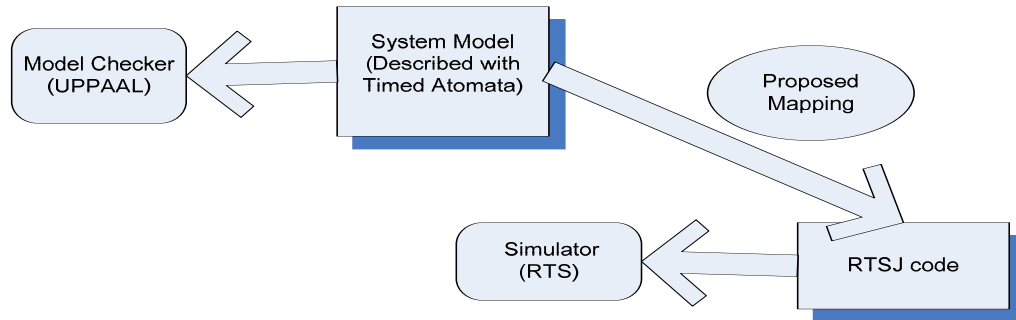 Model Checker
(UPPAAL)
System Model
(Described with
Timed Atomata)
Proposed
Mapping
Simulator
(RTS)
RTSJ code